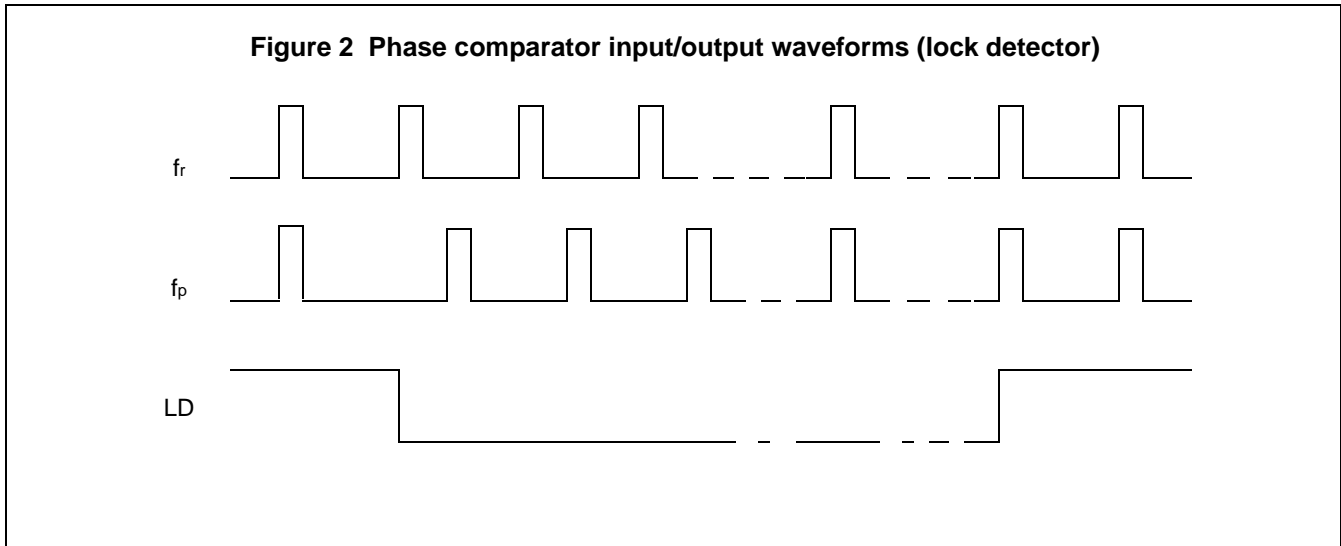 Figure 2 Phase comparator input/output waveforms (lock detector)
fr
fp
LD